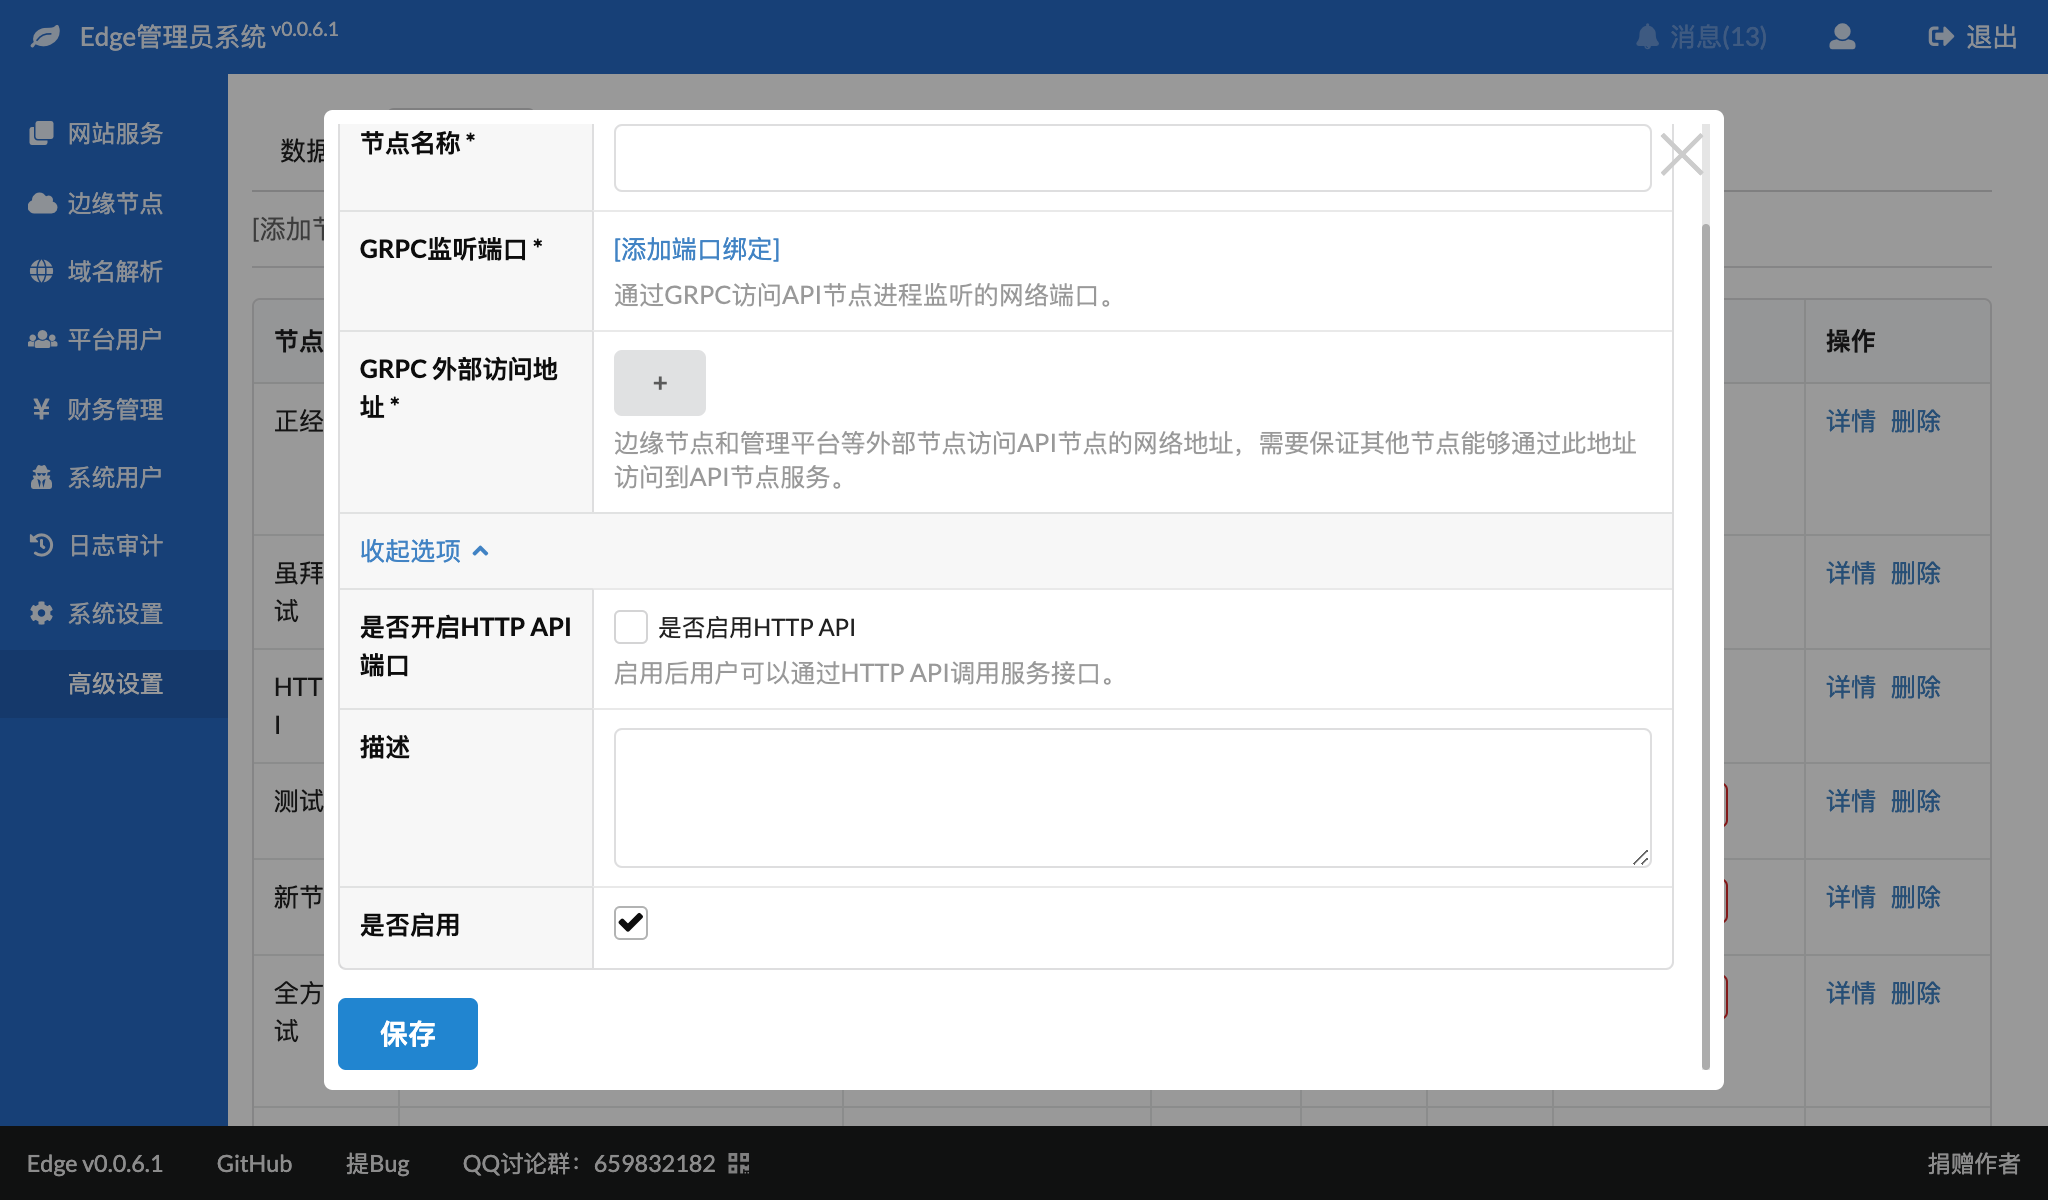 Edge管理员系统 v0.0.6.1
消息(13)
退出
网站服务
边缘节点
域名解析
平台用户
财务管理
系统用户
日志审计
系统设置
高级设置
数据
[添加节
节点
操作
正经
详情 删除
虽拜
试
详情 删除
HTT
I
详情 删除
测试
详情 删除
新节
详情 删除
全方
试
详情 删除
节点名称 *
GRPC监听端口 *
[添加端口绑定]
通过GRPC访问API节点进程监听的网络端口。
GRPC 外部访问地
址 *
+
边缘节点和管理平台等外部节点访问API节点的网络地址，需要保证其他节点能够通过此地址
访问到API节点服务。
收起选项
是否开启HTTP API
端口
是否启用HTTP API
启用后用户可以通过HTTP API调用服务接口。
描述
是否启用
保存
Edge v0.0.6.1
GitHub
提Bug
QQ讨论群：659832182
捐赠作者